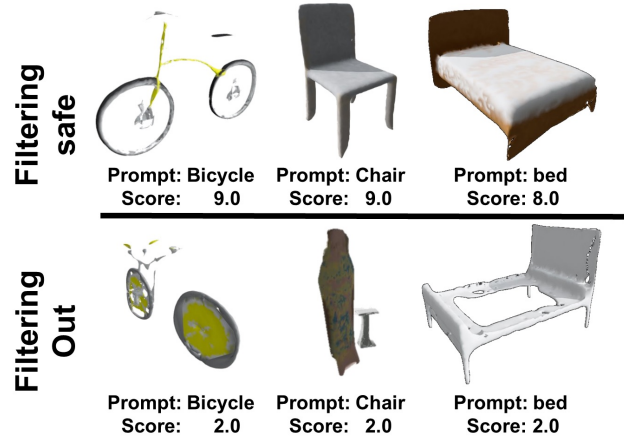 Filtering
safe
Prompt: Bicycle
Score: 9.0
Prompt: Chair
Score: 9.0
Prompt: bed
Score: 8.0
Filtering
Out
Prompt: Bicycle
Score: 2.0
Prompt: Chair
Score: 2.0
Prompt: bed
Score: 2.0